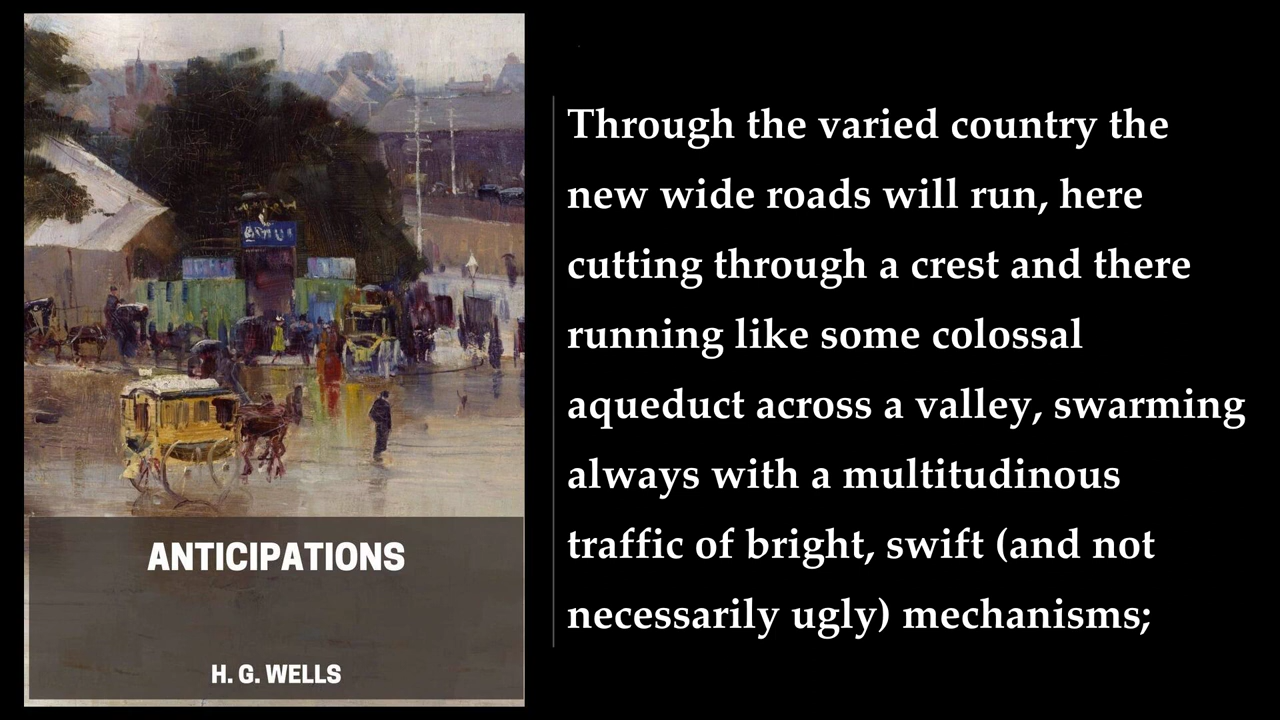 ANTICIPATIONS
H. G. WELLS
Through the varied country the
new wide roads will run, here
cutting through a crest and there
running like some colossal
aqueduct across a valley, swarming
always with a multitudinous
traffic of bright, swift (and not
necessarily ugly) mechanisms;